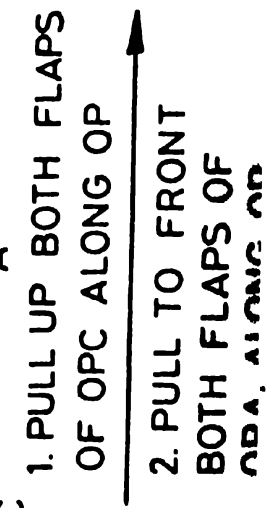 1. PULL UP BOTH FLAPS
OF OPC ALONG OP
2. PULL TO FRONT
BOTH FLAPS OF